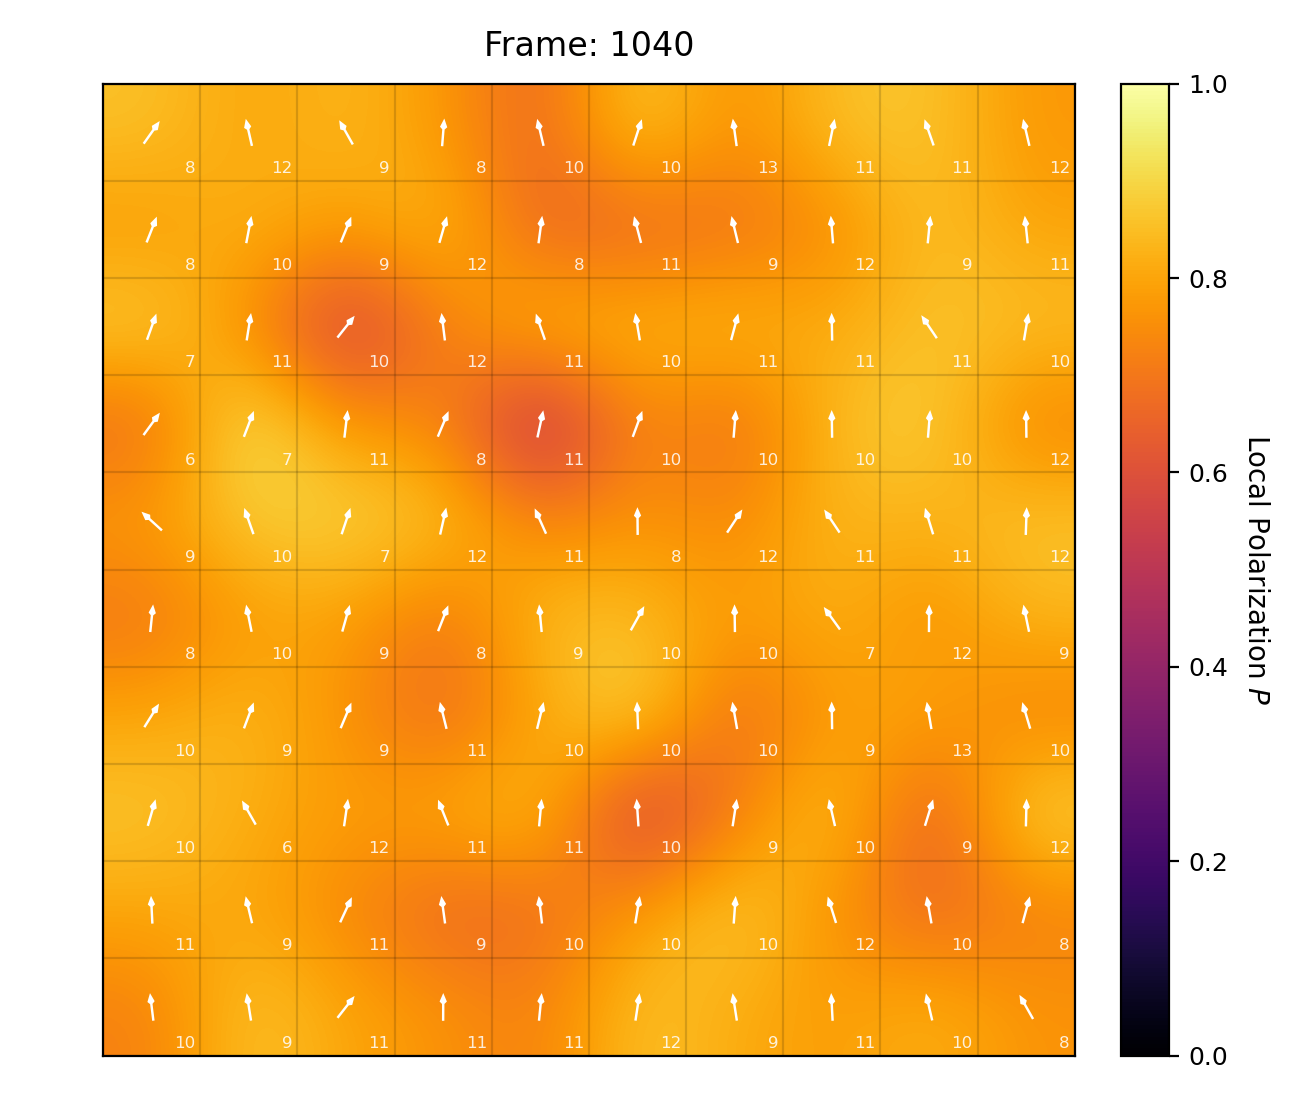 Frame: 1040
1.0
8 12 9 8 10 10 13 11 11 12
8 10 9 12 8 11 9 12 9 11
0.8
7 11 10 12 11 10 11 11 11 10
6 7 11 8 11 10 10 10 10 12
0.6
9 10 7 12 11 8 12 11 11 12
8 10 9 8 9 10 10 7 12 9
0.4
10 9 9 11 10 10 10 9 13 10
10 6 12 11 11 10 9 10 9 12
0.2
11 9 11 9 10 10 10 12 10 8
10 9 11 11 11 12 9 11 10 8
0.0
Local Polarization P